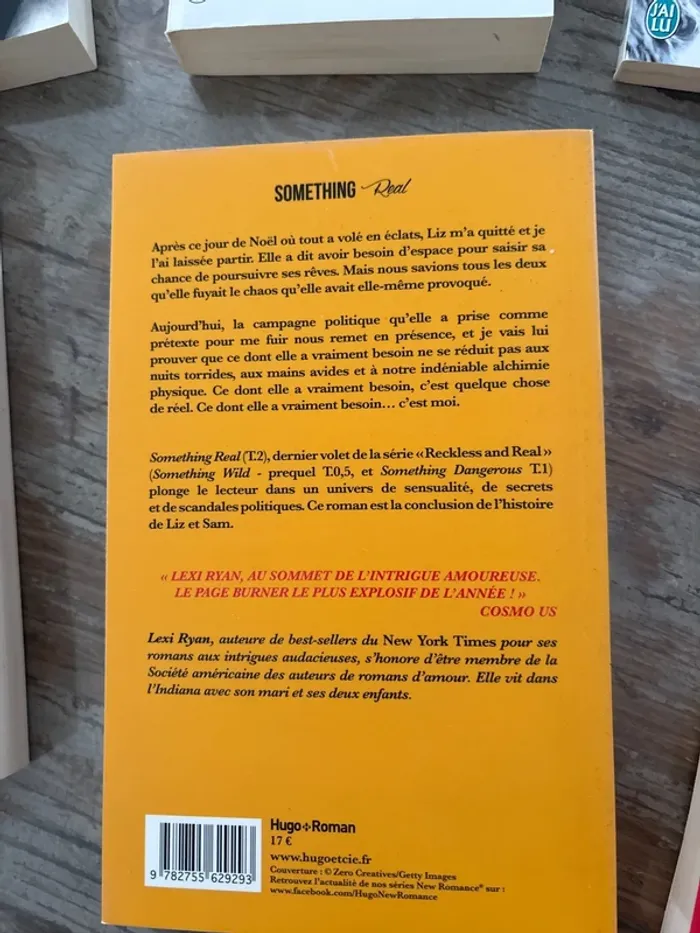 J'AI
LU
SOMETHING Real
Après ce jour de Noël où tout a volé en éclats, Liz m'a quitté et je
l'ai laissée partir. Elle a dit avoir besoin d'espace pour saisir sa
chance de poursuivre ses rêves. Mais nous savions tous les deux
qu'elle fuyait le chaos qu'elle avait elle-même provoqué.
Aujourd'hui, la campagne politique qu'elle a prise comme
prétexte pour me fuir nous remet en présence, et je vais lui
prouver que ce dont elle a vraiment besoin ne se réduit pas aux
nuits torrides, aux mains avides et à notre indéniable alchimie
physique. Ce dont elle a vraiment besoin, c'est quelque chose
de réel. Ce dont elle a vraiment besoin... c'est moi.
Something Real (T.2), dernier volet de la série «Reckless and Real»
(Something Wild - prequel T.0,5, et Something Dangerous T.1)
plonge le lecteur dans un univers de sensualité, de secrets
et de scandales politiques. Ce roman est la conclusion de l'histoire
de Liz et Sam.
« LEXI RYAN, AU SOMMET DE L'INTRIGUE AMOUREUSE.
LE PAGE BURNER LE PLUS EXPLOSIF DE L'ANNÉE ! »
COSMO US
Lexi Ryan, auteure de best-sellers du New York Times pour ses
romans aux intrigues audacieuses, s'honore d'être membre de la
Société américaine des auteurs de romans d'amour. Elle vit dans
l'Indiana avec son mari et ses deux enfants.
Hugo+Roman
17 €
www.hugoetcie.fr
Couverture : © Zero Creatives/Getty Images
Retrouvez l'actualité de nos séries New Romance® sur :
www.facebook.com/HugoNewRomance
9 782755 629293